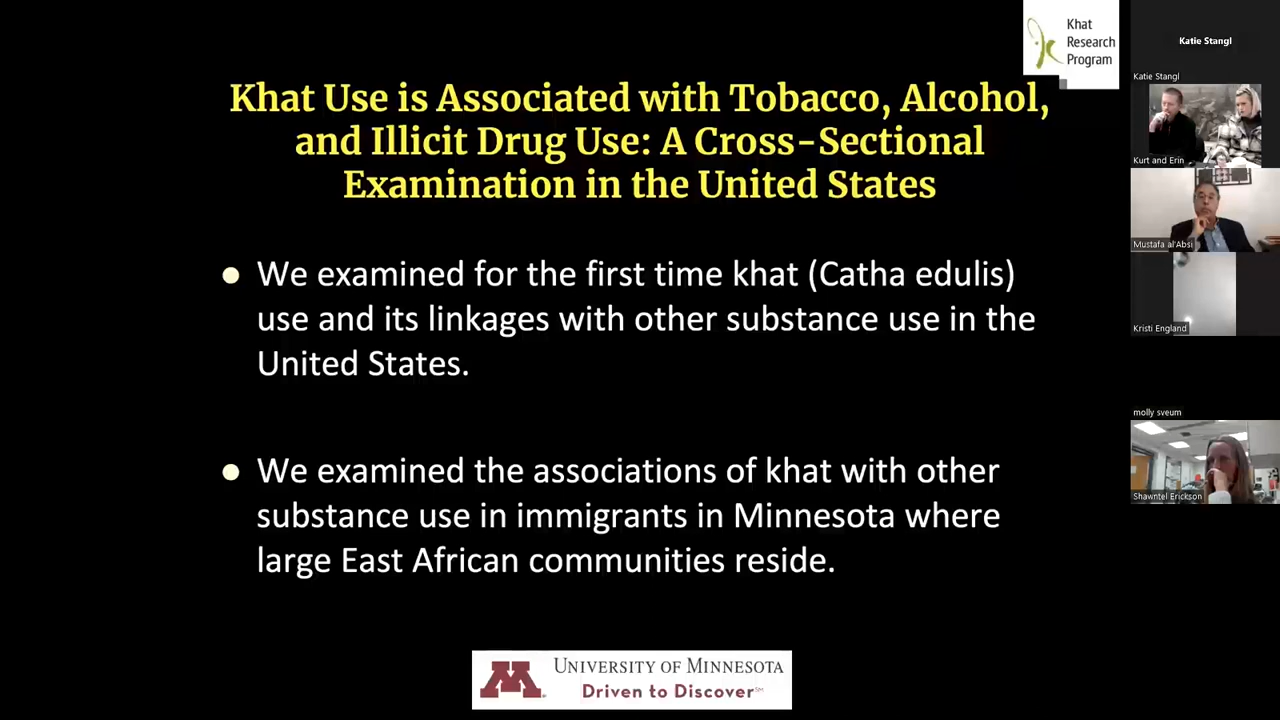 Khat
Research
Program
Khat Use is Associated with Tobacco, Alcohol,
and Illicit Drug Use: A Cross-Sectional
Examination in the United States
● We examined for the first time khat (Catha edulis)
use and its linkages with other substance use in the
United States.
● We examined the associations of khat with other
substance use in immigrants in Minnesota where
large East African communities reside.
M
UNIVERSITY OF MINNESOTA
Driven to Discover℠
Katie Stangl
Katie Stangl
Kurt and Erin
Mustafa al'Absi
Kristi England
molly sveum
Shawntel Erickson